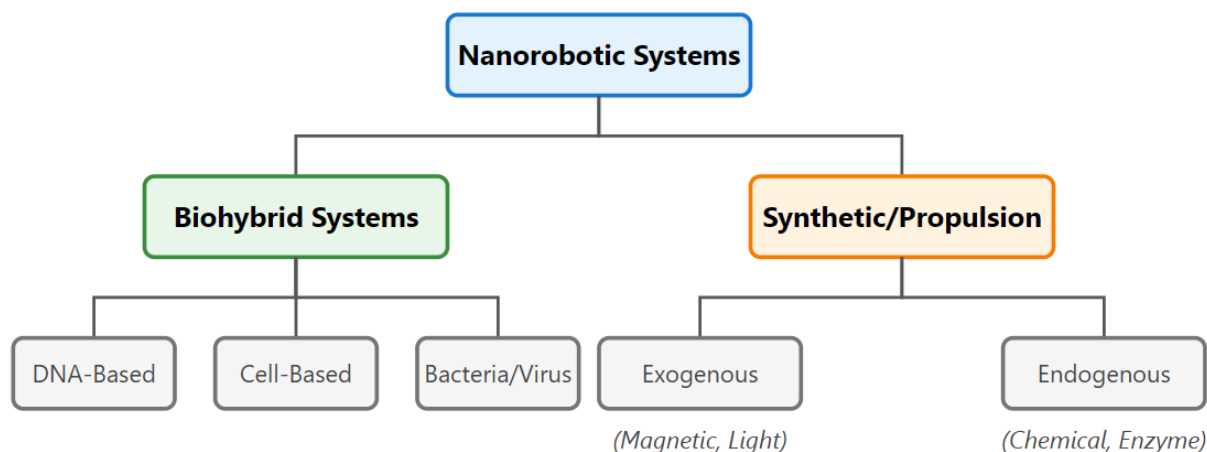 Nanorobotic Systems
Biohybrid Systems
Synthetic/Propulsion
DNA-Based
Cell-Based
Bacteria/Virus
Exogenous
Endogenous
(Magnetic, Light)
(Chemical, Enzyme)